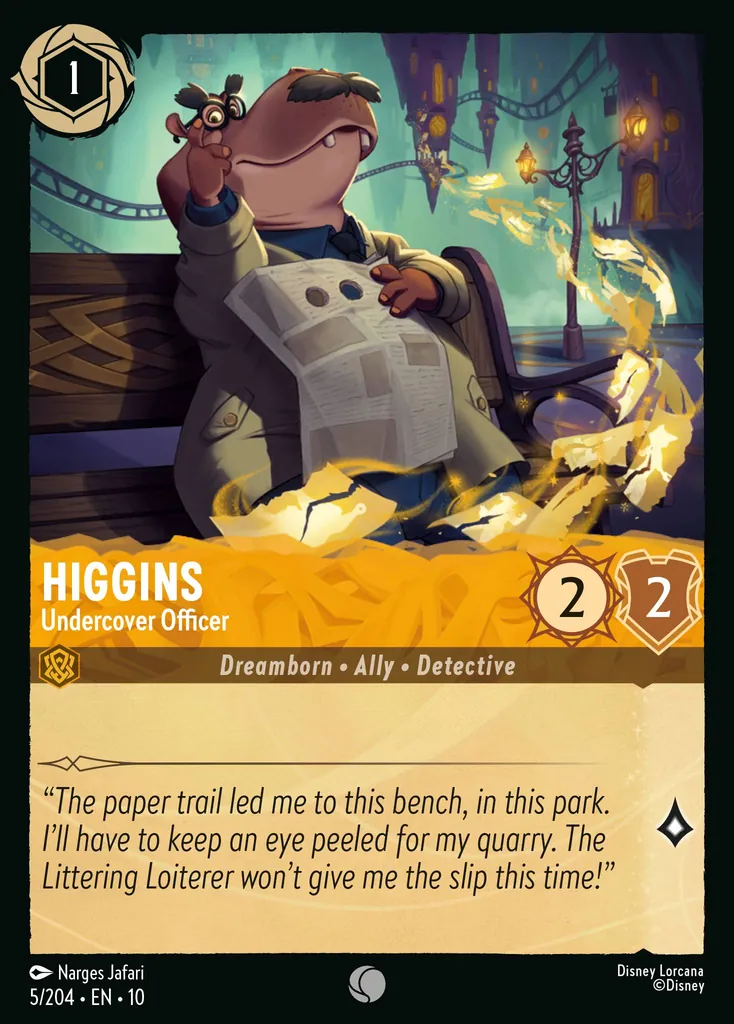 1
HIGGINS
Undercover Officer
2
2
Dreamborn • Ally • Detective
“The paper trail led me to this bench, in this park.
I’ll have to keep an eye peeled for my quarry. The
Littering Loiterer won’t give me the slip this time!”
Narges Jafari
5/204 • EN • 10
Disney Lorcana
©Disney